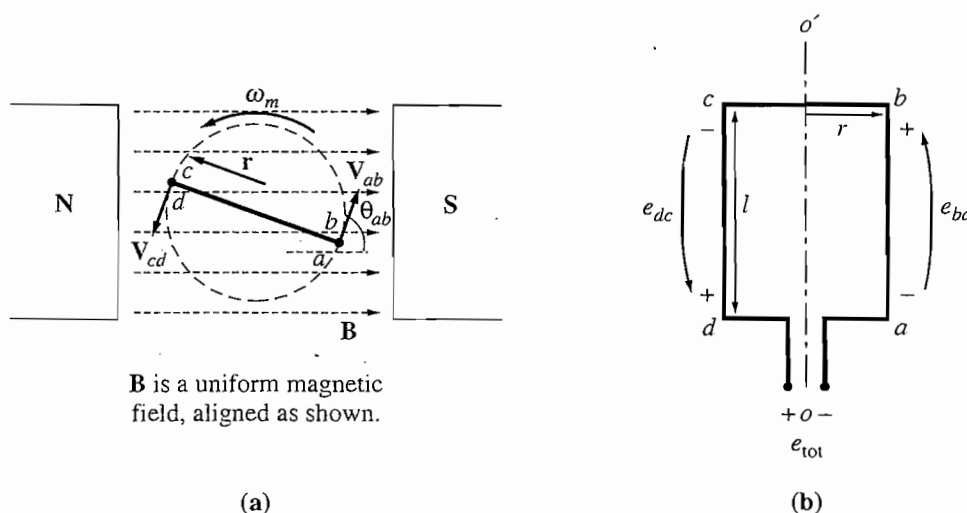 ω_m
r
c
d
V_ab
θ_ab
b
a
V_cd
N
S
B
B is a uniform magnetic
field, aligned as shown.
(a)
o′
c
b
−
r
+
e_dc
l
e_ba
+
−
d
a
+ o −
e_tot
(b)